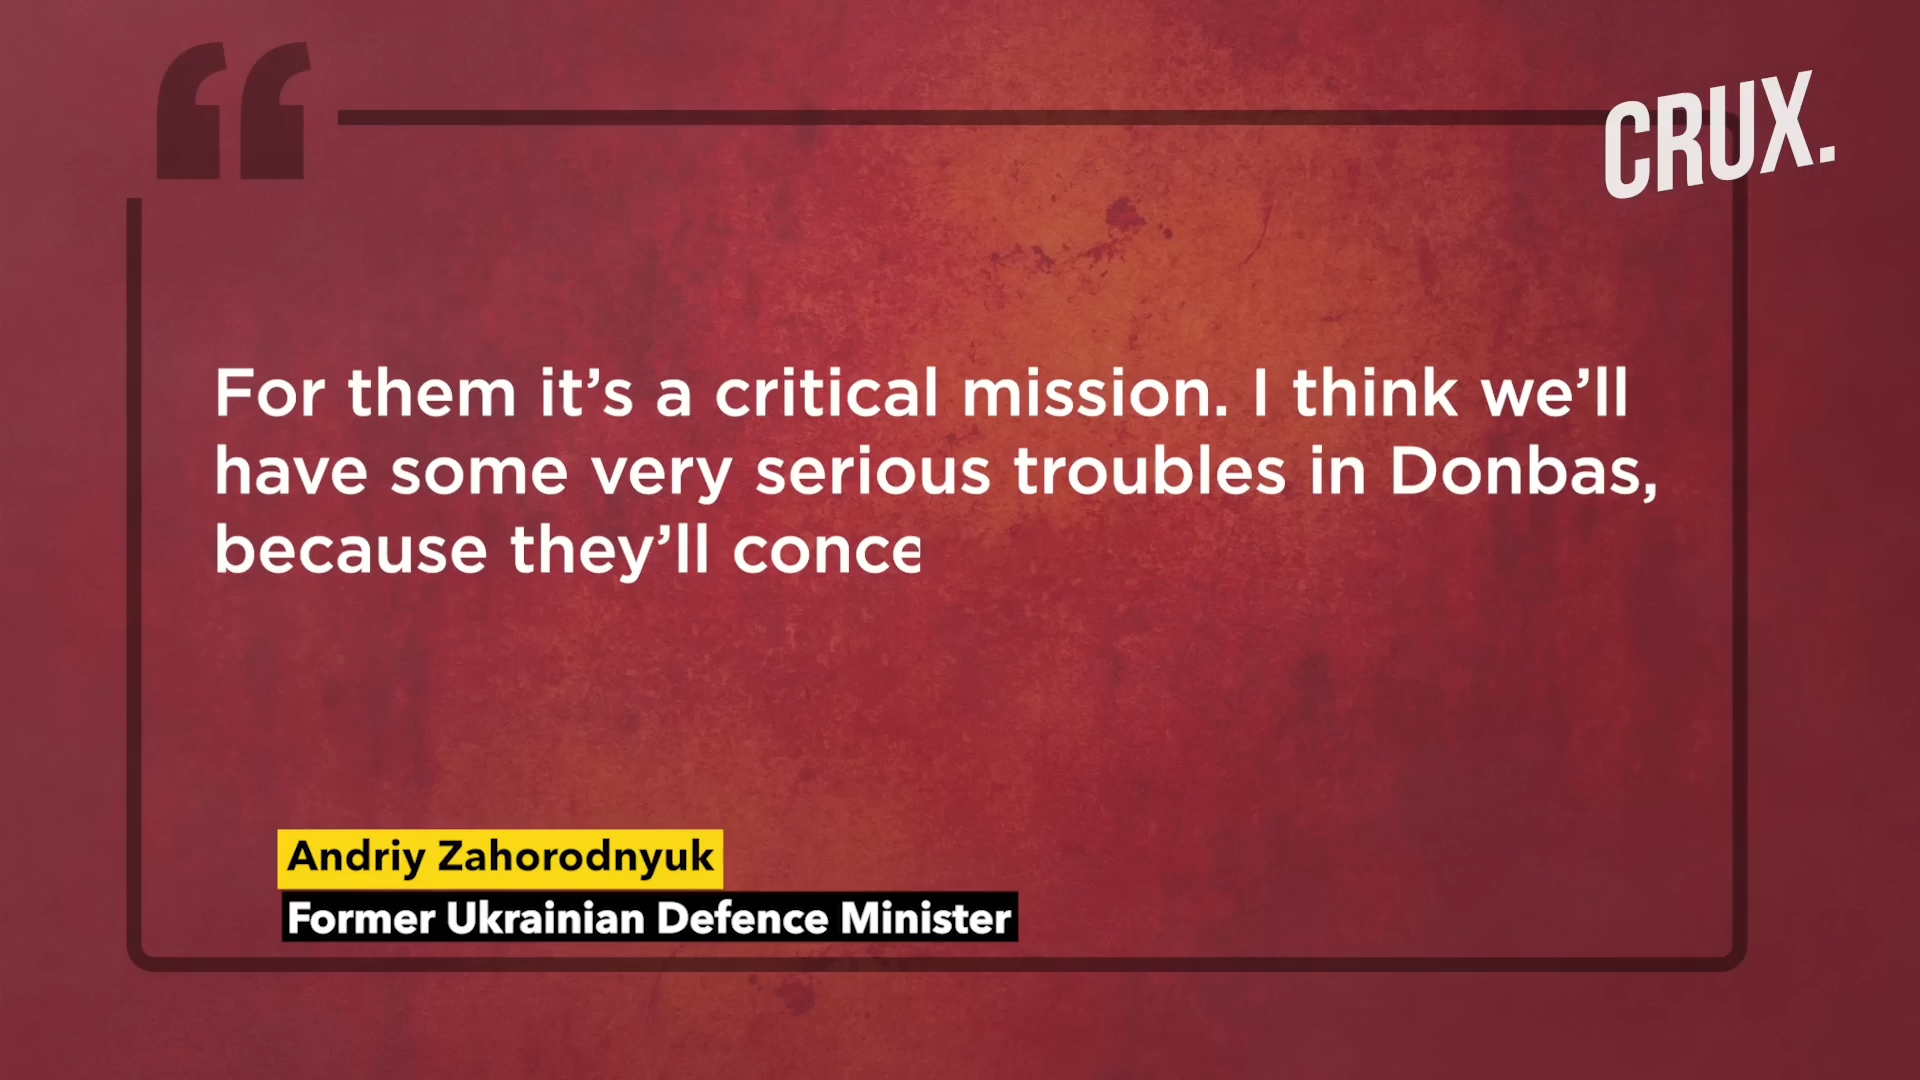 CRUX.
For them it’s a critical mission. I think we’ll
have some very serious troubles in Donbas,
because they’ll conce
Andriy Zahorodnyuk
Former Ukrainian Defence Minister